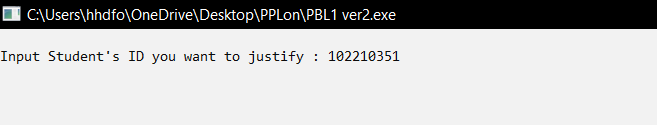 C:\Users\hhdfo\OneDrive\Desktop\PPLon\PBL1 ver2.exe
Input Student's ID you want to justify : 102210351